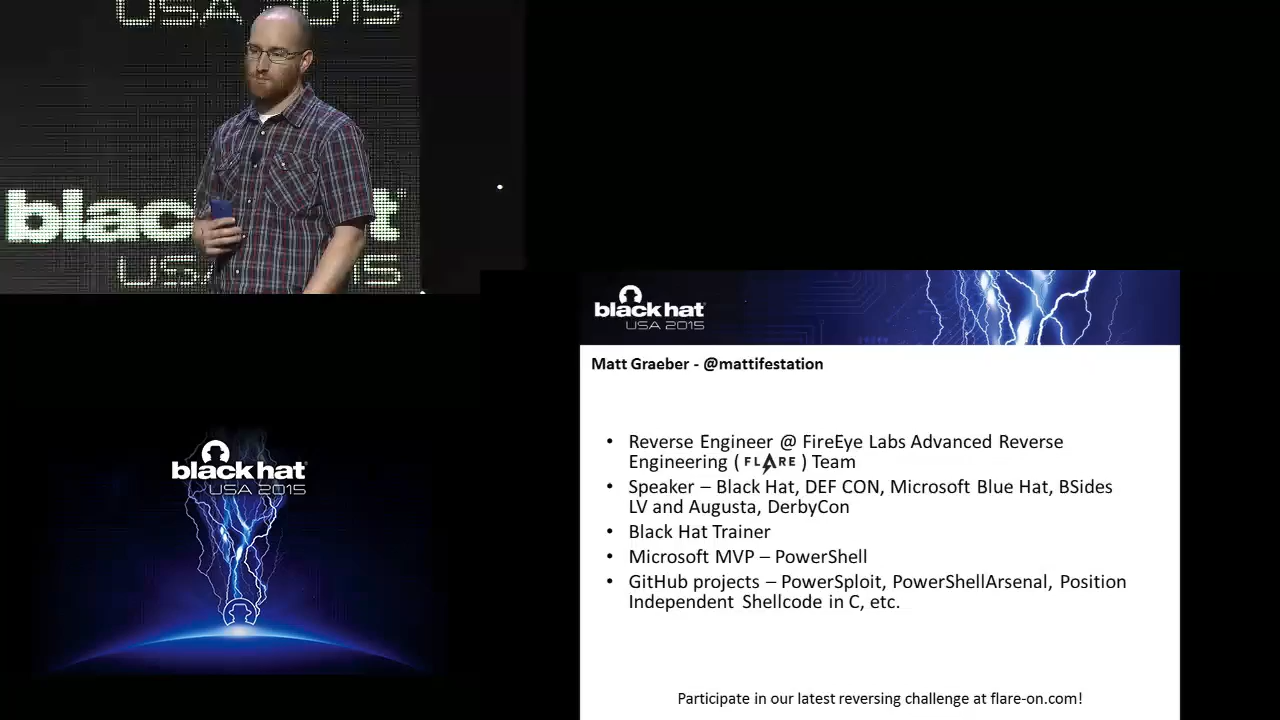 USA 2015
black
USA 2015
black hat
USA 2015
Matt Graeber - @mattifestation
• Reverse Engineer @ FireEye Labs Advanced Reverse
Engineering ( FLARE ) Team
• Speaker – Black Hat, DEF CON, Microsoft Blue Hat, BSides
LV and Augusta, DerbyCon
• Black Hat Trainer
• Microsoft MVP – PowerShell
• GitHub projects – PowerSploit, PowerShellArsenal, Position
Independent Shellcode in C, etc.
Participate in our latest reversing challenge at flare-on.com!
black hat
USA 2015